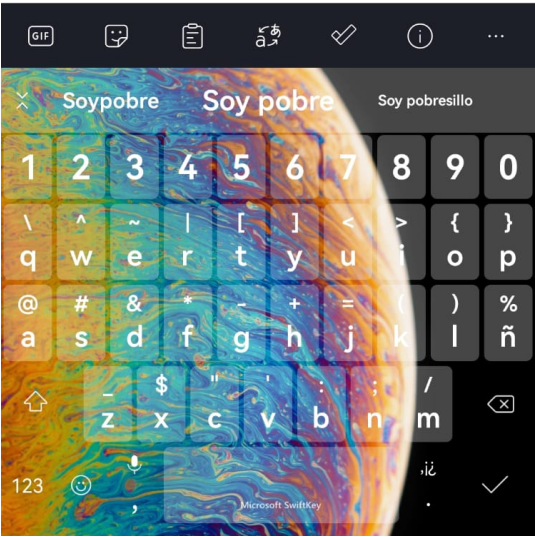 GIF a あ ...
Soypobre Soy pobre Soy pobresillo
1 2 3 4 5 6 7 8 9 0
\ ^ ~ | [ ] < > { }
q w e r t y u i o p
@ # & * - + = ( ) %
a s d f g h j k l ñ
_ $ " ' : ; /
z x c v b n m
,i¿
123 , Microsoft SwiftKey .